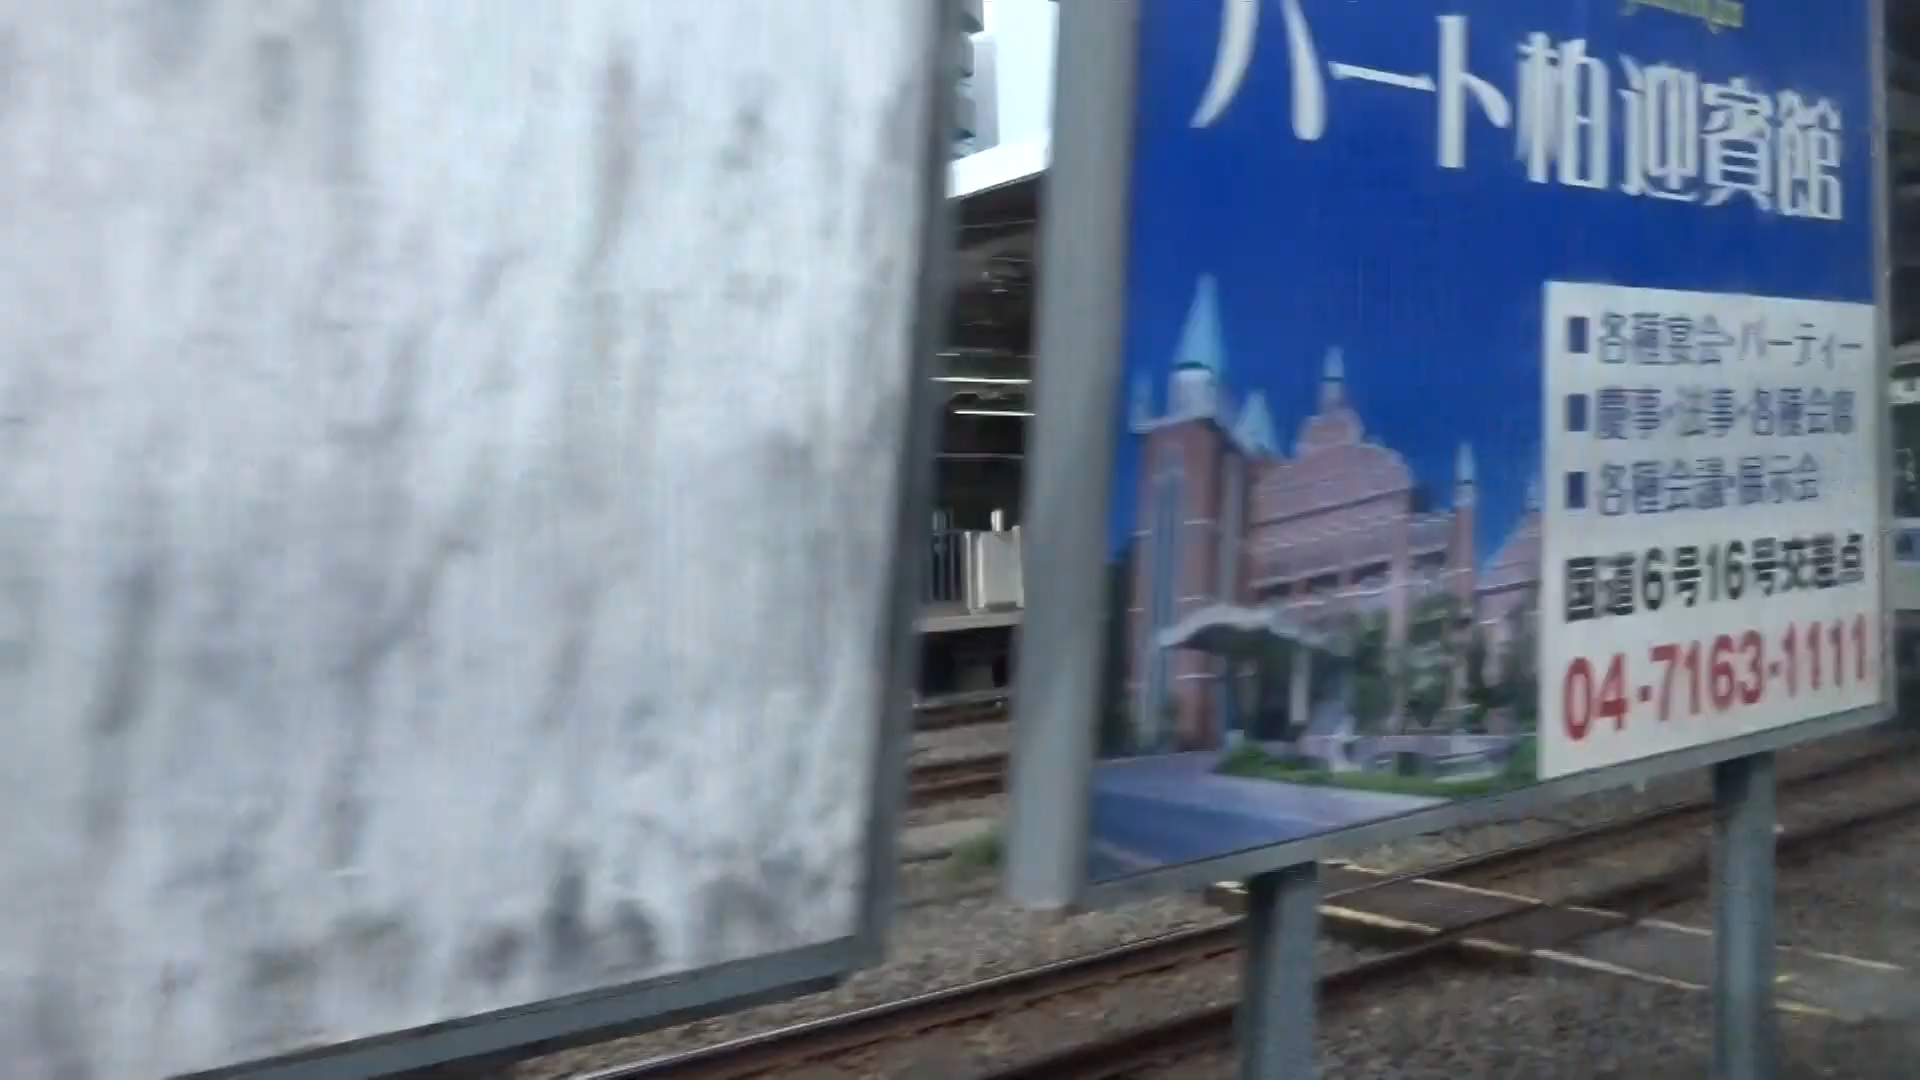 ハート柏迎賓館
■各種宴会・パーティー
■慶事・法事・各種会席
■各種会議・展示会
国道6号16号交差点
04-7163-1111